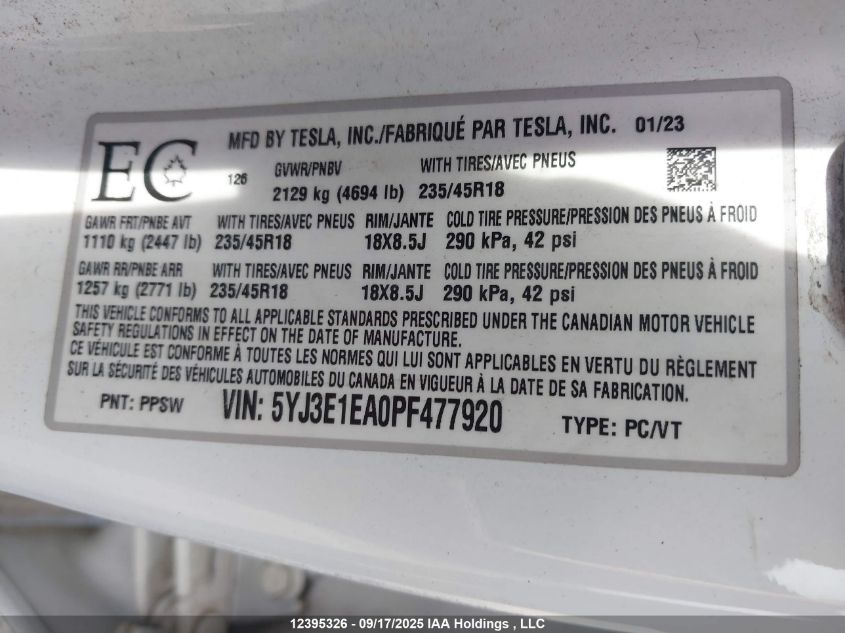 MFD BY TESLA, INC./FABRIQUÉ PAR TESLA, INC. 01/23
EC 126 GVWR/PNBV WITH TIRES/AVEC PNEUS
2129 kg (4694 lb) 235/45R18
GAWR FRT/PNBE AVT WITH TIRES/AVEC PNEUS RIM/JANTE COLD TIRE PRESSURE/PRESSION DES PNEUS À FROID
1110 kg (2447 lb) 235/45R18 18X8.5J 290 kPa, 42 psi
GAWR RR/PNBE ARR WITH TIRES/AVEC PNEUS RIM/JANTE COLD TIRE PRESSURE/PRESSION DES PNEUS À FROID
1257 kg (2771 lb) 235/45R18 18X8.5J 290 kPa, 42 psi
THIS VEHICLE CONFORMS TO ALL APPLICABLE STANDARDS PRESCRIBED UNDER THE CANADIAN MOTOR VEHICLE
SAFETY REGULATIONS IN EFFECT ON THE DATE OF MANUFACTURE.
CE VÉHICULE EST CONFORME À TOUTES LES NORMES QUI LUI SONT APPLICABLES EN VERTU DU RÈGLEMENT
SUR LA SÉCURITÉ DES VÉHICULES AUTOMOBILES DU CANADA EN VIGUEUR À LA DATE DE SA FABRICATION.
PNT: PPSW VIN: 5YJ3E1EA0PF477920 TYPE: PC/VT
12395326 - 09/17/2025 IAA Holdings, LLC